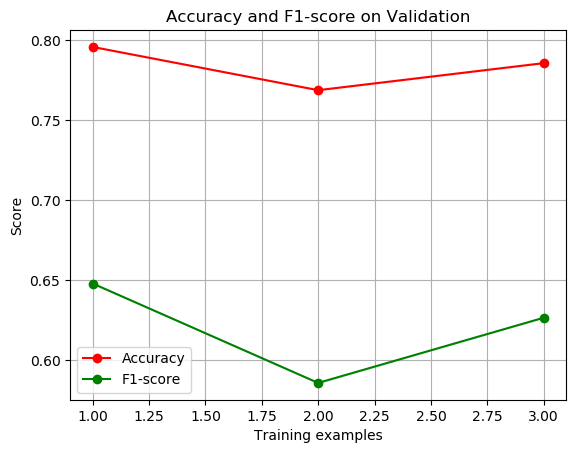 Accuracy and F1-score on Validation
0.80
0.75
0.70
0.65
0.60
Score
Accuracy
F1-score
1.00 1.25 1.50 1.75 2.00 2.25 2.50 2.75 3.00
Training examples